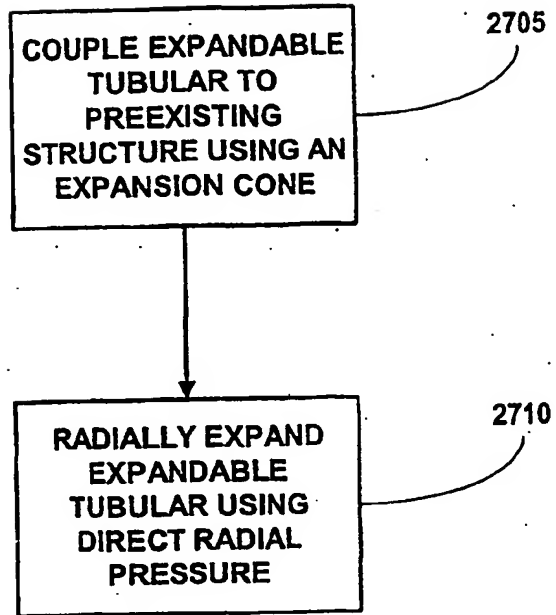 2705
COUPLE EXPANDABLE
TUBULAR TO
PREEXISTING
STRUCTURE USING AN
EXPANSION CONE
2710
RADIALLY EXPAND
EXPANDABLE
TUBULAR USING
DIRECT RADIAL
PRESSURE